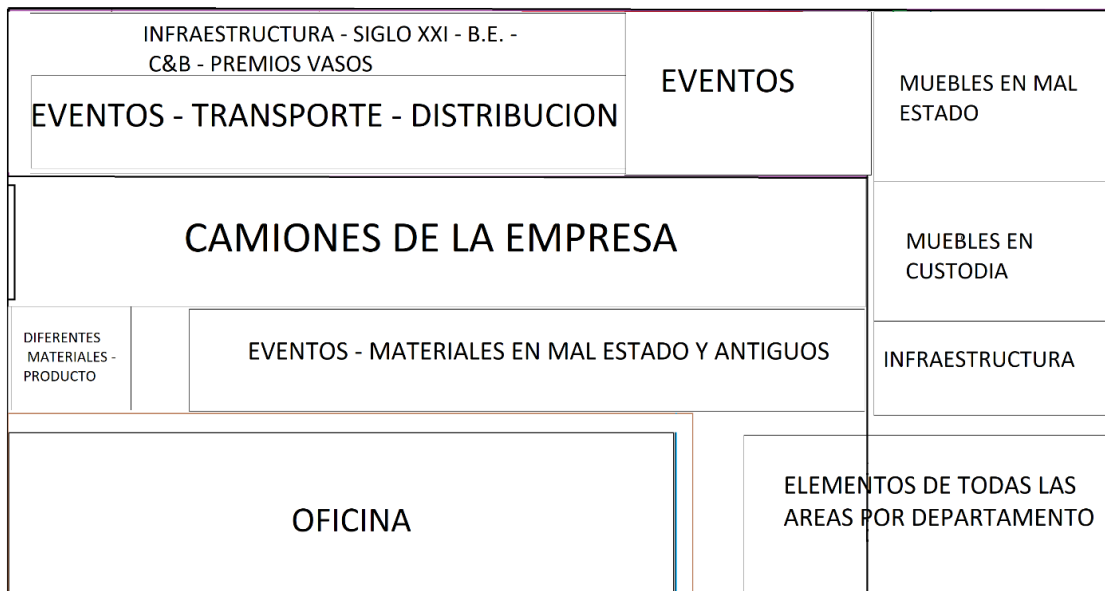 INFRAESTRUCTURA - SIGLO XXI - B.E. -
C&B - PREMIOS VASOS
EVENTOS - TRANSPORTE - DISTRIBUCION
EVENTOS
MUEBLES EN MAL
ESTADO
CAMIONES DE LA EMPRESA
MUEBLES EN
CUSTODIA
DIFERENTES
MATERIALES -
PRODUCTO
EVENTOS - MATERIALES EN MAL ESTADO Y ANTIGUOS
INFRAESTRUCTURA
OFICINA
ELEMENTOS DE TODAS LAS
AREAS POR DEPARTAMENTO